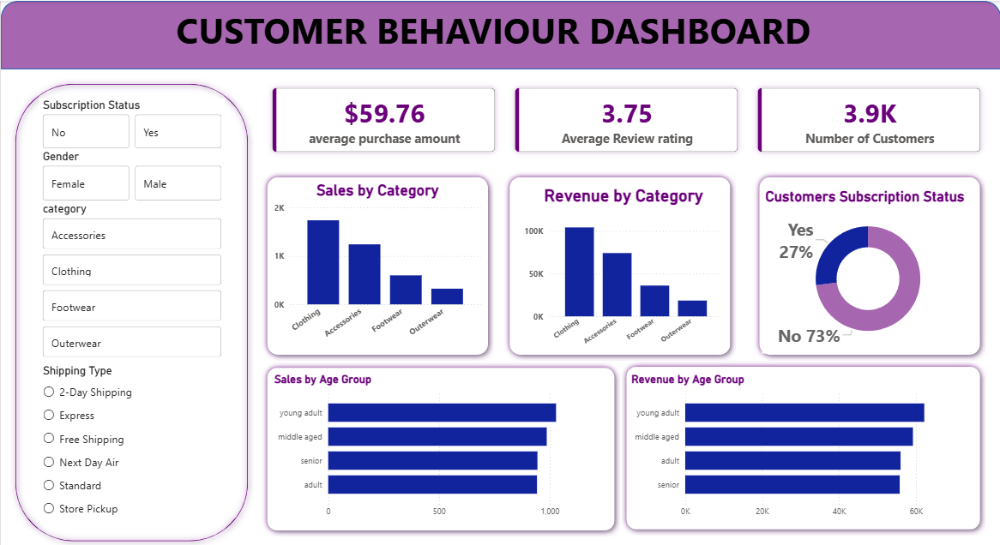 CUSTOMER BEHAVIOUR DASHBOARD
Subscription Status
No
Yes
Gender
Female
Male
category
Accessories
Clothing
Footwear
Outerwear
Shipping Type
2-Day Shipping
Express
Free Shipping
Next Day Air
Standard
Store Pickup
$59.76
average purchase amount
3.75
Average Review rating
3.9K
Number of Customers
Sales by Category
2K
1K
0K
Clothing
Accessories
Footwear
Outerwear
Revenue by Category
100K
50K
0K
Clothing
Accessories
Footwear
Outerwear
Customers Subscription Status
Yes
27%
No 73%
Sales by Age Group
young adult
middle aged
senior
adult
0
500
1,000
Revenue by Age Group
young adult
middle aged
adult
senior
0K
20K
40K
60K